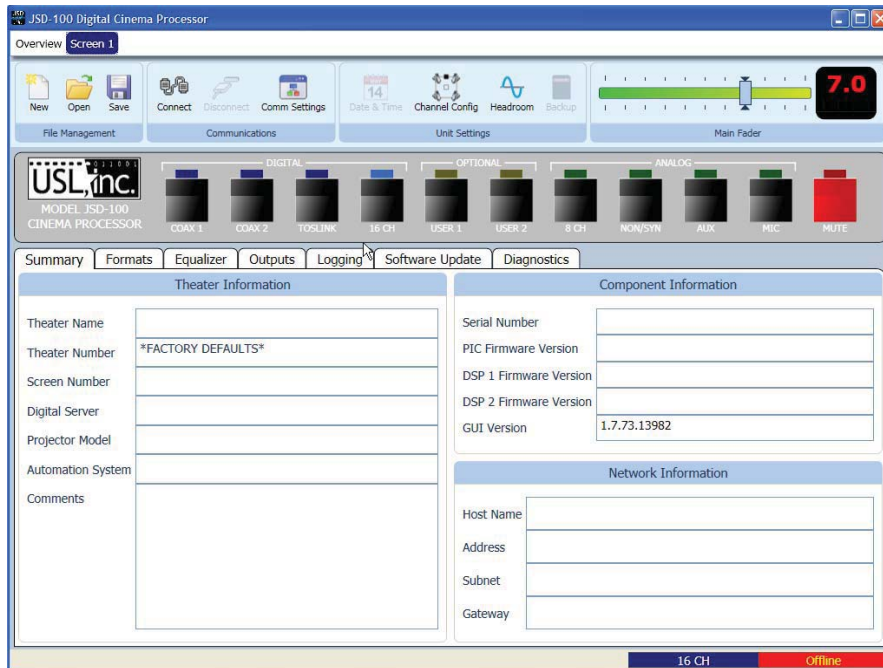 JSD-100 Digital Cinema Processor
Overview Screen 1
New Open Save Connect Disconnect Comm Settings 14 Date & Time Channel Config Headroom Backup 7.0
File Management Communications Unit Settings Main Fader
011001
USL, inc.
MODEL JSD-100
CINEMA PROCESSOR
DIGITAL OPTIONAL ANALOG
COAX 1 COAX 2 TOSLINK 16 CH USER 1 USER 2 8 CH NON/SYN AUX MIC MUTE
Summary Formats Equalizer Outputs Logging Software Update Diagnostics
Theater Information
Theater Name
Theater Number *FACTORY DEFAULTS*
Screen Number
Digital Server
Projector Model
Automation System
Comments
Component Information
Serial Number
PIC Firmware Version
DSP 1 Firmware Version
DSP 2 Firmware Version
GUI Version 1.7.73.13982
Network Information
Host Name
Address
Subnet
Gateway
16 CH Offline